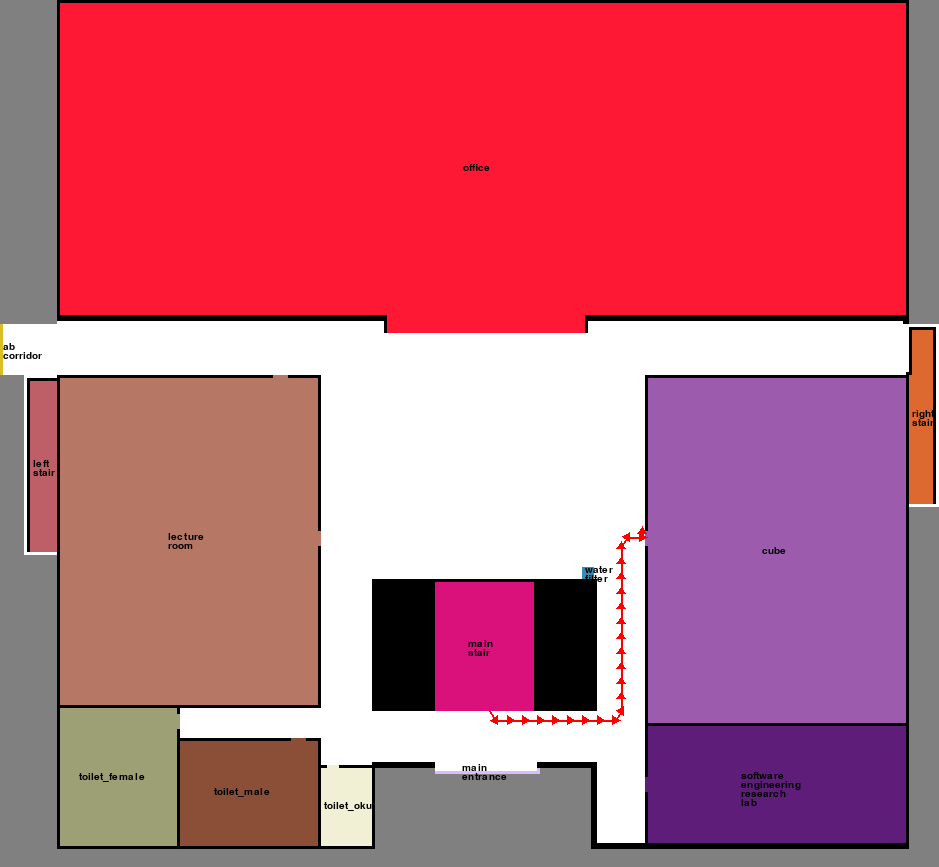 office
ab
corridor
right
stair
left
stair
lecture
room
cube
water
filter
main
stair
main
entrance
toilet_female
toilet_male
toilet_oku
software
engineering
research
lab